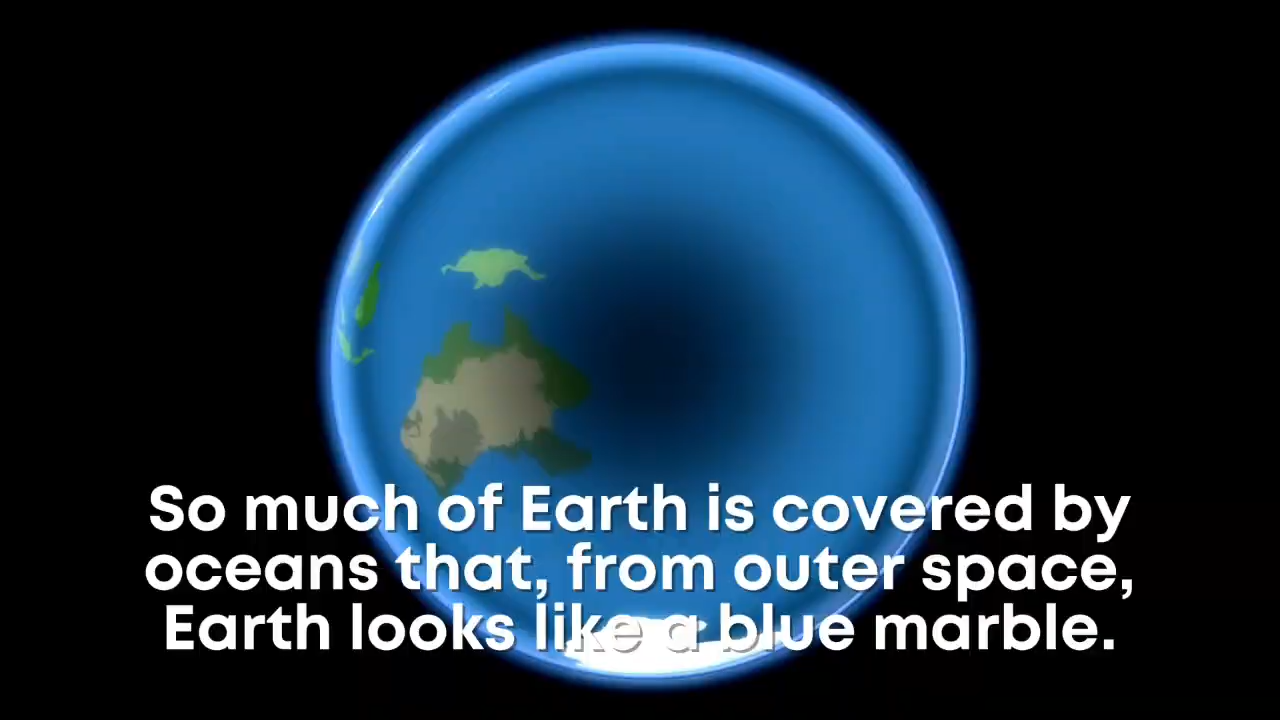 So much of Earth is covered by
oceans that, from outer space,
Earth looks like a blue marble.